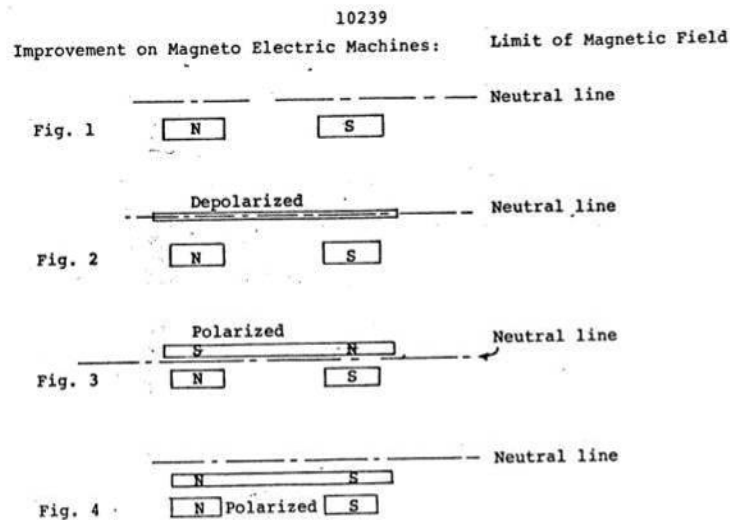 10239
Improvement on Magneto Electric Machines: Limit of Magnetic Field
Neutral line
Fig. 1 N S
Depolarized
Neutral line
Fig. 2 N S
Polarized
S N Neutral line
Fig. 3 N S
Neutral line
N S
Fig. 4 N Polarized S